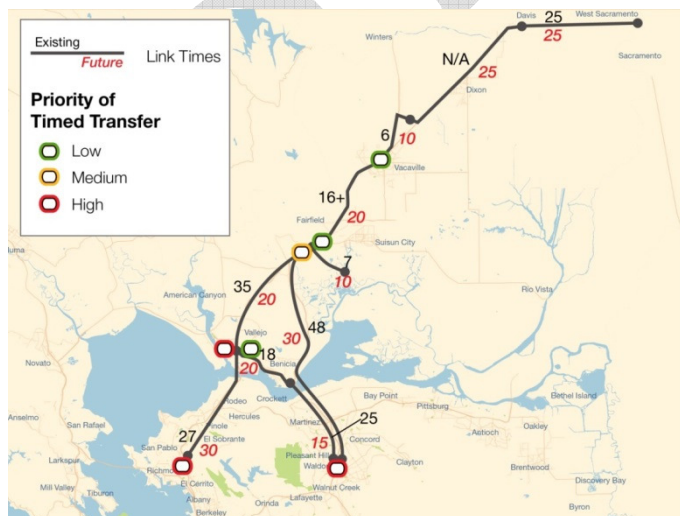 Existing
Future
Link Times
Priority of
Timed Transfer
Low
Medium
High
Davis
25
West Sacramento
25
Winters
Sacramento
N/A
25
Dixon
6
10
Vacaville
16+
20
Fairfield
Suisun City
7
10
35
American Canyon
20
Rio Vista
48
30
Vallejo
18
20
Benicia
Novato
Rodeo
Crockett
Bay Point
Bethel Island
Hercules
Pittsburg
Anselmo
San Rafael
Pinole
Martinez
25
Oakley
27
El Sobrante
15
Concord
Antioch
San Pablo
30
Pleasant Hill
Larkspur
Richmo
Walde
Clayton
Brentwood
El Cerrito
Discovery Bay
Mill Valley
Tiburon
Albany
Walnut Creek
Lafayette
Orinda
Byron
Berkeley